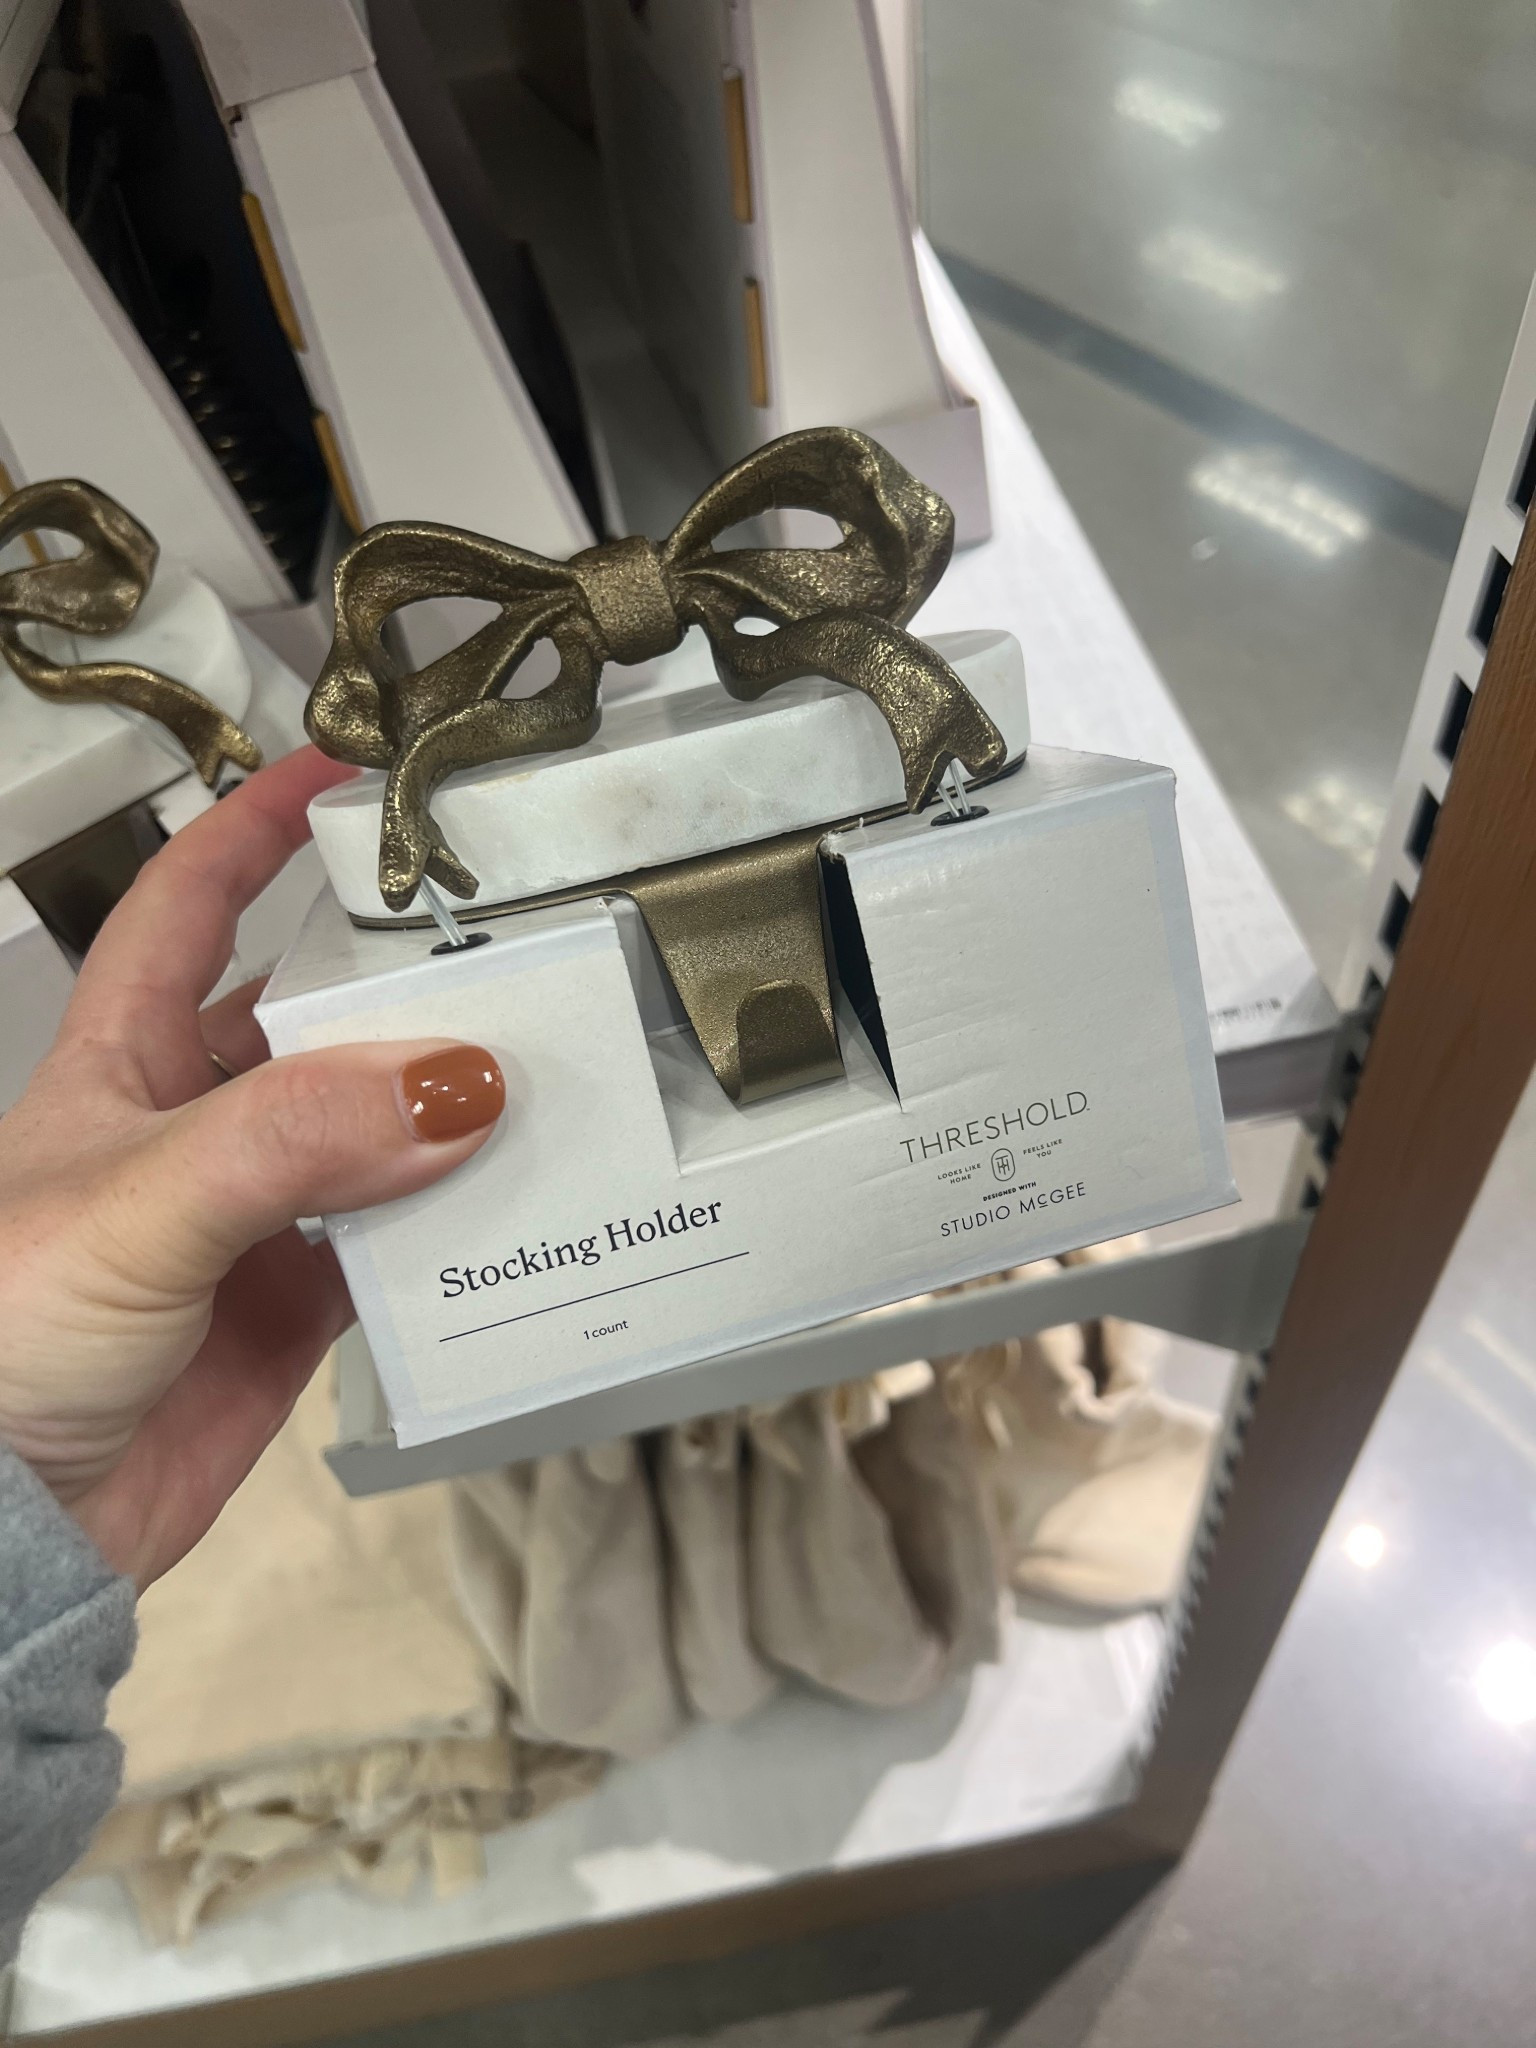 THRESHOLD
LOOKS LIKE HOME
FEELS LIKE YOU
DESIGNED WITH
STUDIO McGEE
Stocking Holder
1 count